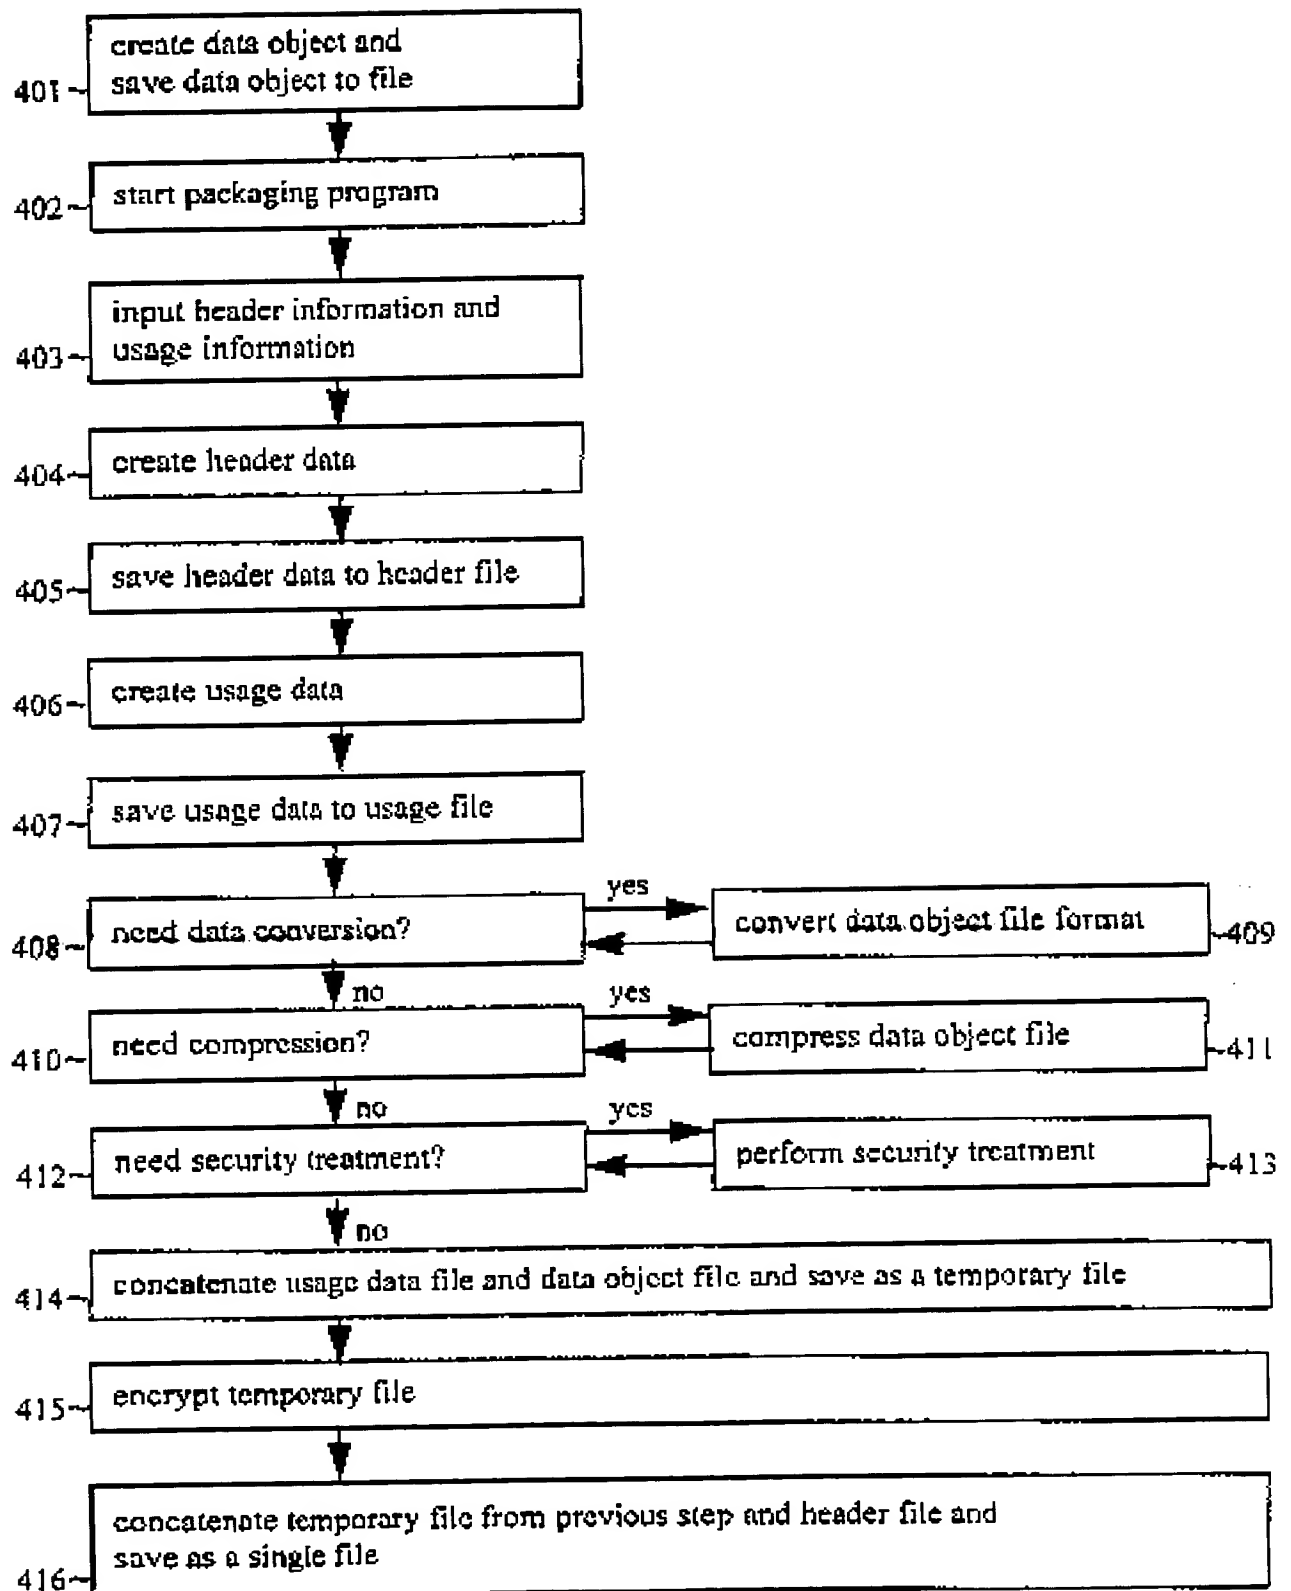 create data object and
save data object to file
401
start packaging program
402
input header information and
usage information
403
create header data
404
save header data to header file
405
create usage data
406
save usage data to usage file
407
yes
need data conversion?
convert data object file format
408
409
no
yes
need compression?
compress data object file
410
411
no
yes
need security treatment?
perform security treatment
412
413
no
concatenate usage data file and data object file and save as a temporary file
414
encrypt temporary file
415
concatenate temporary file from previous step and header file and
save as a single file
416